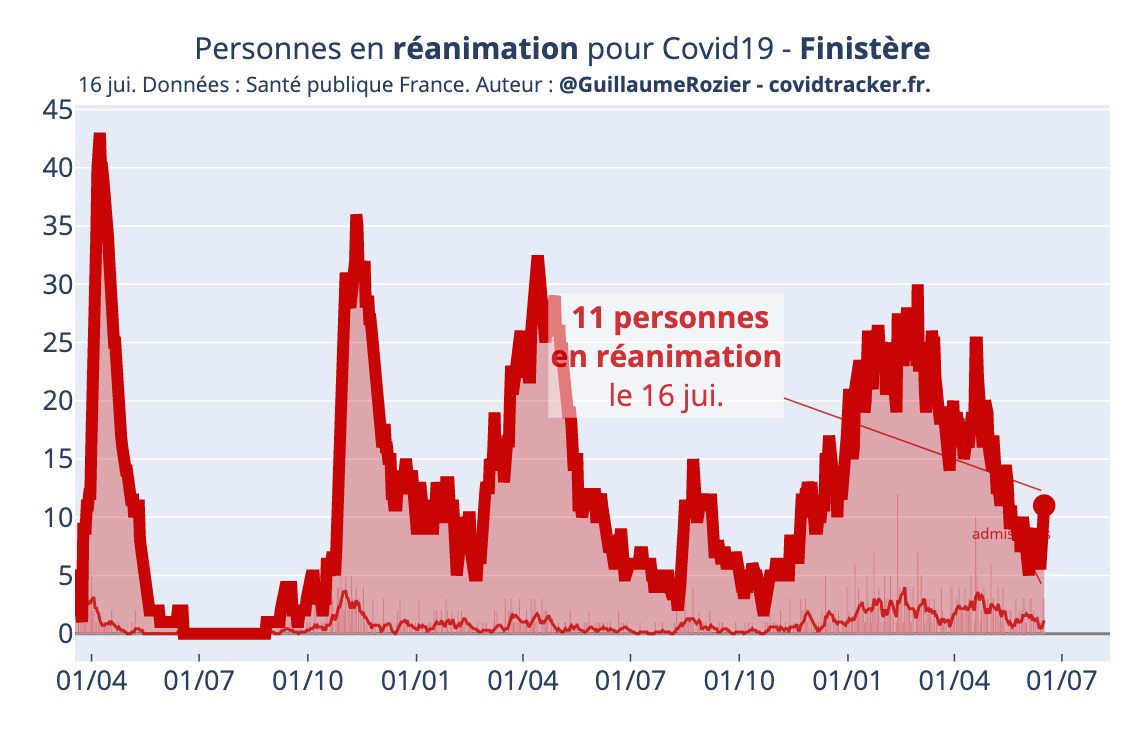 Personnes en réanimation pour Covid19 - Finistère
16 jui. Données : Santé publique France. Auteur : @GuillaumeRozier - covidtracker.fr.
45
40
35
30
25
20
15
10
5
0
11 personnes
en réanimation
le 16 jui.
01/04 01/07 01/10 01/01 01/04 01/07 01/10 01/01 01/04 01/07